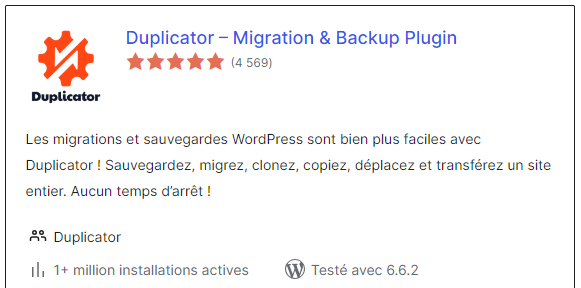 Duplicator – Migration & Backup Plugin
(4 569)
Duplicator
Les migrations et sauvegardes WordPress sont bien plus faciles avec
Duplicator ! Sauvegardez, migrez, clonez, copiez, déplacez et transférez un site
entier. Aucun temps d’arrêt !
Duplicator
1+ million installations actives
Testé avec 6.6.2